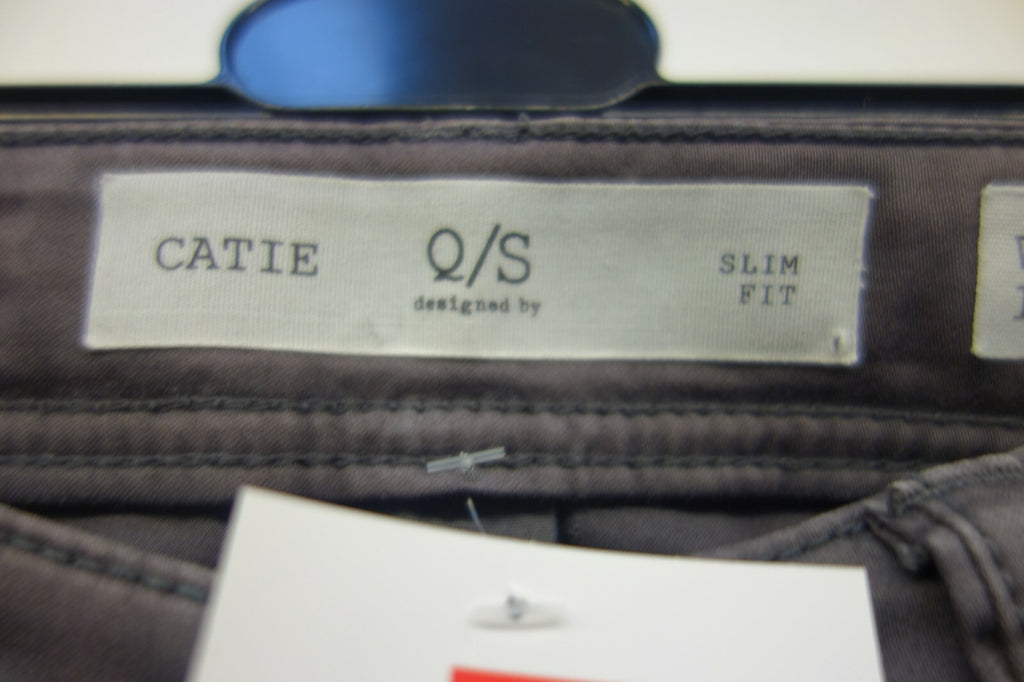 CATIE
Q/S
designed by
SLIM
FIT